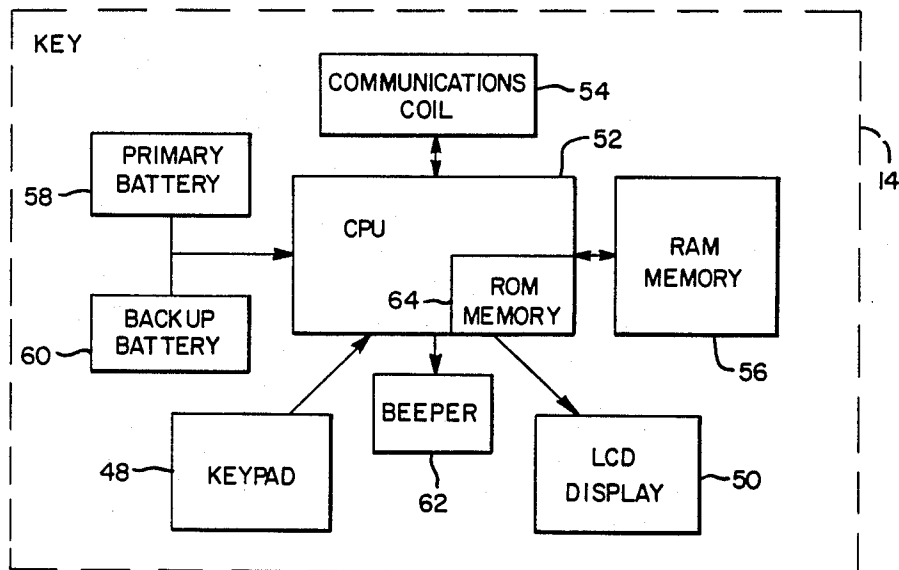 KEY
COMMUNICATIONS
COIL
54
52
PRIMARY
BATTERY
58
14
CPU
RAM
MEMORY
64
ROM
MEMORY
BACKUP
BATTERY
60
56
BEEPER
48
KEYPAD
LCD
DISPLAY
50
62